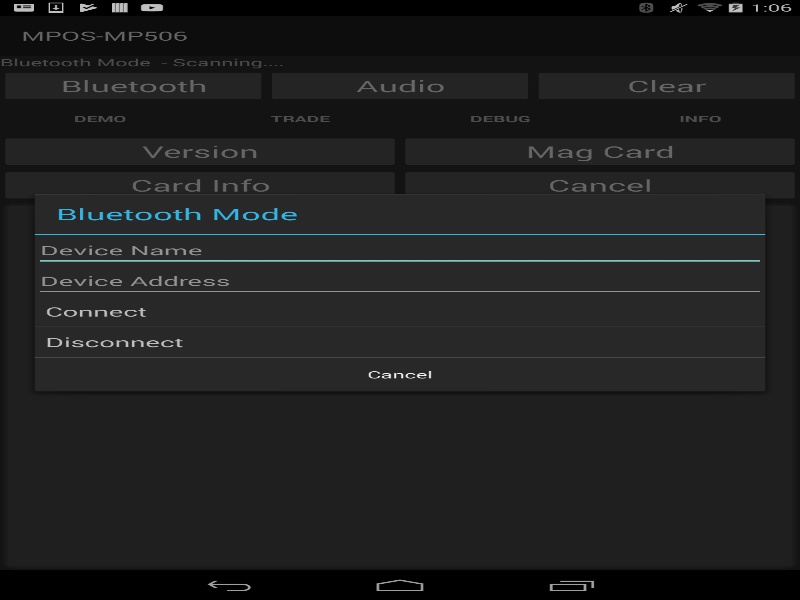 1:06
MPOS-MP506
Bluetooth Mode - Scanning....
Bluetooth Audio Clear
DEMO TRADE DEBUG INFO
Version Mag Card
Card Info Cancel
Bluetooth Mode
Device Name
Device Address
Connect
Disconnect
Cancel